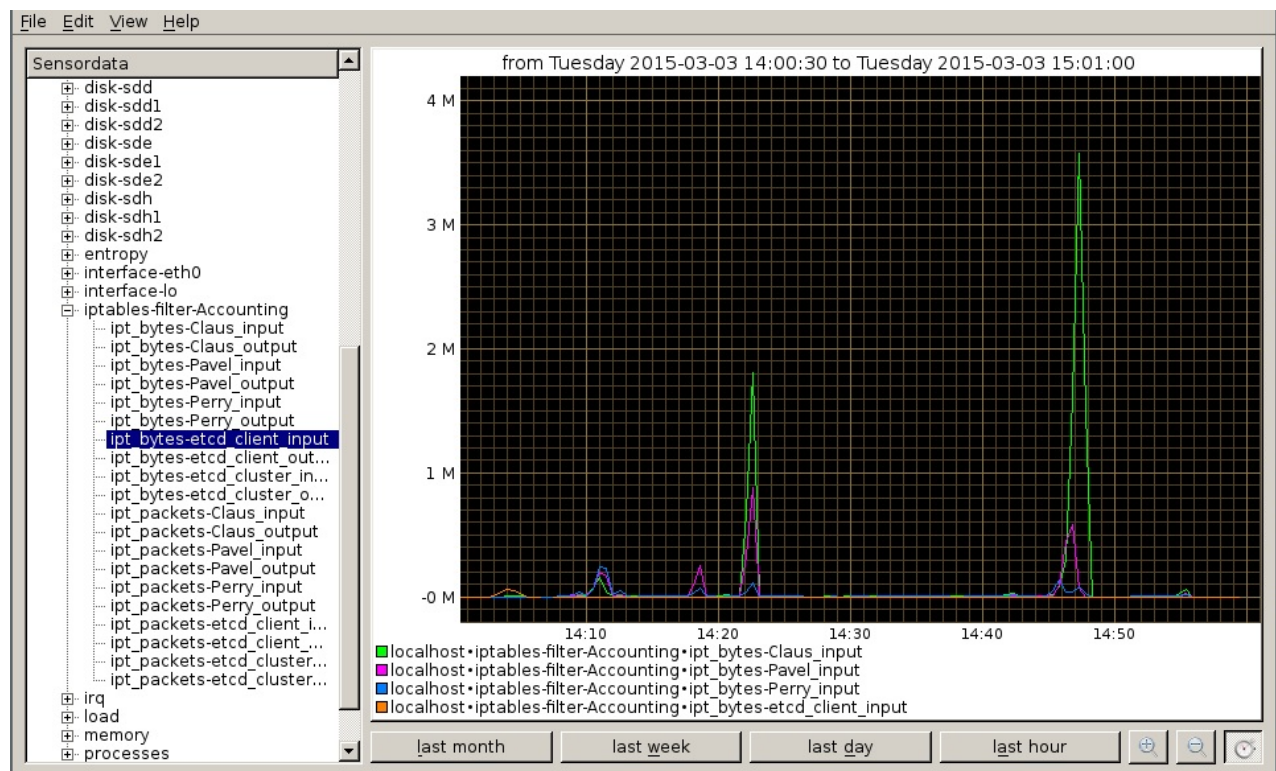 File Edit View Help
Sensordata
disk-sdd
disk-sdd1
disk-sdd2
disk-sde
disk-sde1
disk-sde2
disk-sdh
disk-sdh1
disk-sdh2
entropy
interface-eth0
interface-lo
iptables-filter-Accounting
ipt_bytes-Claus_input
ipt_bytes-Claus_output
ipt_bytes-Pavel_input
ipt_bytes-Pavel_output
ipt_bytes-Perry_input
ipt_bytes-Perry_output
ipt_bytes-etcd_client_input
ipt_bytes-etcd_client_out...
ipt_bytes-etcd_cluster_in...
ipt_bytes-etcd_cluster_o...
ipt_packets-Claus_input
ipt_packets-Claus_output
ipt_packets-Pavel_input
ipt_packets-Pavel_output
ipt_packets-Perry_input
ipt_packets-Perry_output
ipt_packets-etcd_client_i...
ipt_packets-etcd_client_...
ipt_packets-etcd_cluster...
ipt_packets-etcd_cluster...
irq
load
memory
processes
from Tuesday 2015-03-03 14:00:30 to Tuesday 2015-03-03 15:01:00
4 M
3 M
2 M
1 M
-0 M
14:10 14:20 14:30 14:40 14:50
localhost•iptables-filter-Accounting•ipt_bytes-Claus_input
localhost•iptables-filter-Accounting•ipt_bytes-Pavel_input
localhost•iptables-filter-Accounting•ipt_bytes-Perry_input
localhost•iptables-filter-Accounting•ipt_bytes-etcd_client_input
last month last week last day last hour